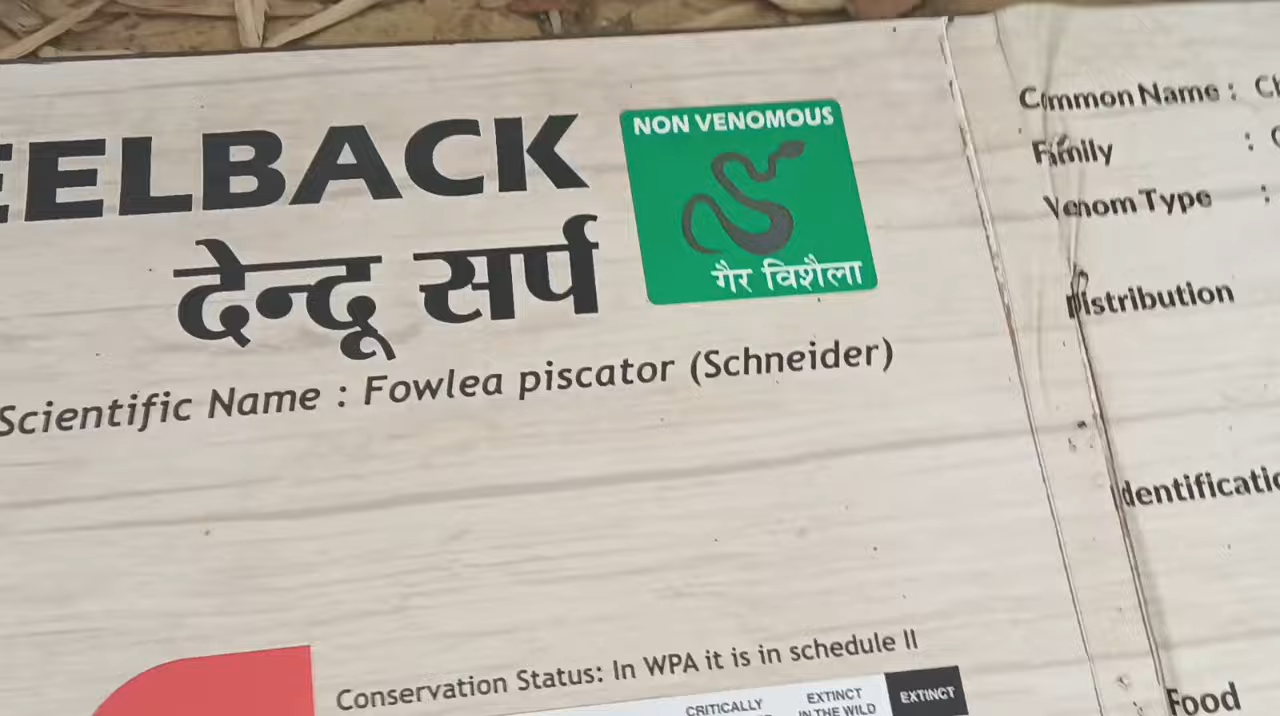 EELBACK
देन्दू सर्प
NON VENOMOUS
गैर विशैला
Scientific Name : Fowlea piscator (Schneider)
Conservation Status: In WPA it is in schedule II
CRITICALLY
EXTINCT
IN THE WILD
EXTINCT
Common Name : Ch
Family :
Venom Type :
Distribution
Identificatio
Food